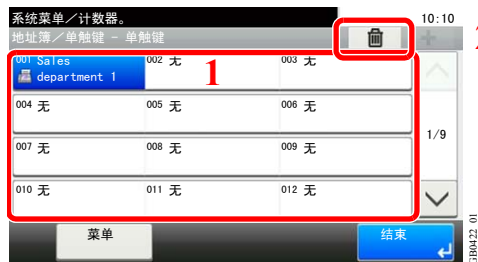 系统菜单／计数器。 10:10
地址簿／单触键 - 单触键
001 Sales department 1 002 无 1 003 无
004 无 005 无 006 无
1/9
007 无 008 无 009 无
010 无 011 无 012 无
菜单 结束
GB0422_01